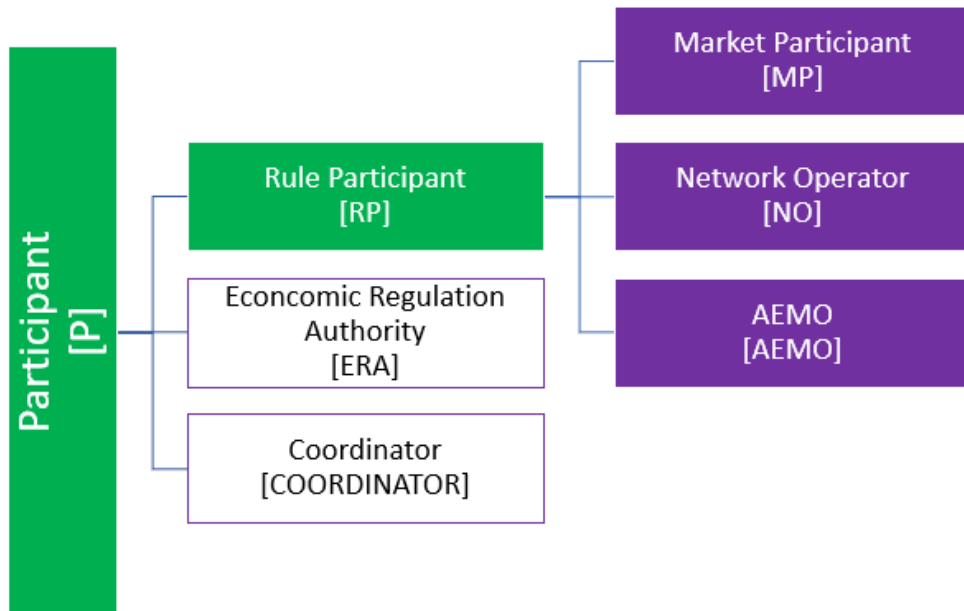 Participant
[P]
Rule Participant
[RP]
Econcomic Regulation
Authority
[ERA]
Coordinator
[COORDINATOR]
Market Participant
[MP]
Network Operator
[NO]
AEMO
[AEMO]